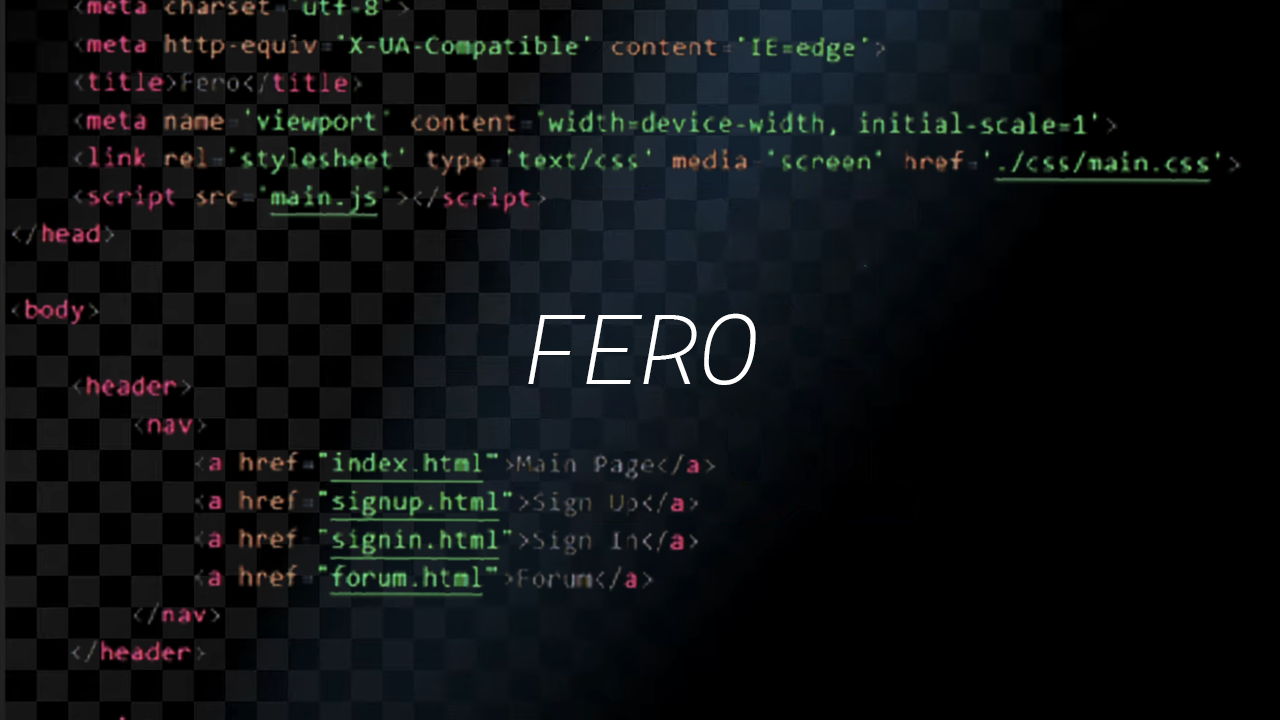 <meta charset='utf-8'>
<meta http-equiv='X-UA-Compatible' content='IE=edge'>
<title>Fero</title>
<meta name='viewport' content='width=device-width, initial-scale=1'>
<link rel='stylesheet' type='text/css' media='screen' href='./css/main.css'>
<script src='main.js'></script>
</head>
<body>
FERO
<header>
<nav>
<a href="index.html">Main Page</a>
<a href="signup.html">Sign Up</a>
<a href="signin.html">Sign In</a>
<a href="forum.html">Forum</a>
</nav>
</header>